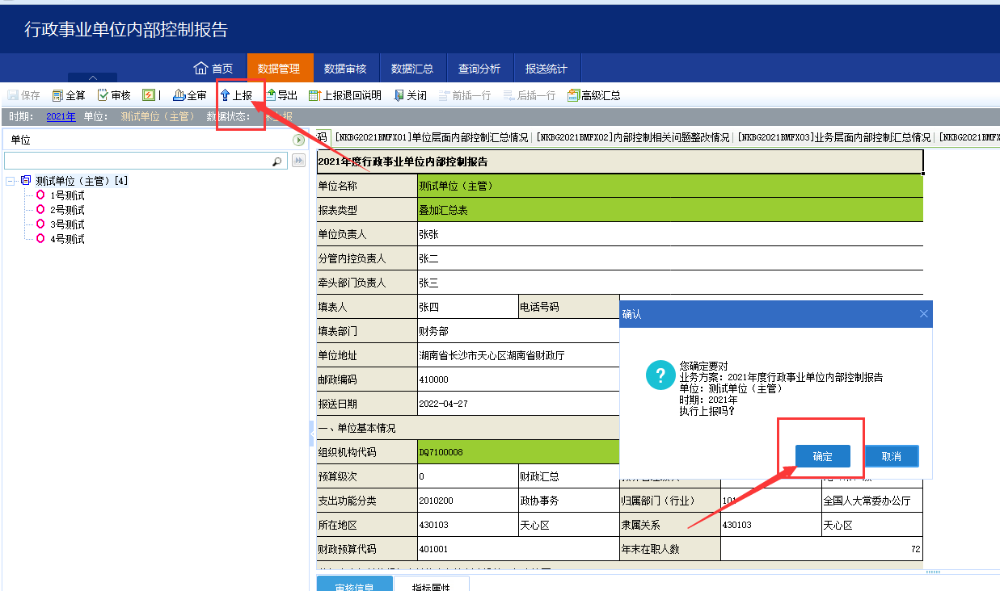 行政事业单位内部控制报告
首页 数据管理 数据审核 数据汇总 查询分析 报送统计
保存 全算 审核 全审 上报 导出 上报退回说明 关闭 前插一行 后插一行 高级汇总
时期: 2021年 单位: 测试单位（主管） 数据状态: 上报
单位
码 [NKBG2021BMFX01]单位层面内部控制汇总情况 [NKBG2021BMFX02]内部控制相关问题整改情况 [NKBG2021BMFX03]业务层面内部控制汇总情况 [NKBG2021BMFX
测试单位（主管）[4]
1号测试
2号测试
3号测试
4号测试
2021年度行政事业单位内部控制报告
单位名称 测试单位（主管）
报表类型 叠加汇总表
单位负责人 张张
分管内控负责人 张二
牵头部门负责人 张三
填表人 张四 电话号码
填表部门 财务部
单位地址 湖南省长沙市天心区湖南省财政厅
邮政编码 410000
报送日期 2022-04-27
一、单位基本情况
组织机构代码 DQ7100008
预算级次 0 财政汇总
支出功能分类 2010200 政协事务 归属部门（行业） 101 全国人大常委办公厅
所在地区 430103 天心区 隶属关系 430103 天心区
财政预算代码 401001 年末在职人数 72
确认
您确定要对
业务方案: 2021年度行政事业单位内部控制报告
单位: 测试单位（主管）
时期: 2021年
执行上报吗?
确定 取消
审核信息 指标属性